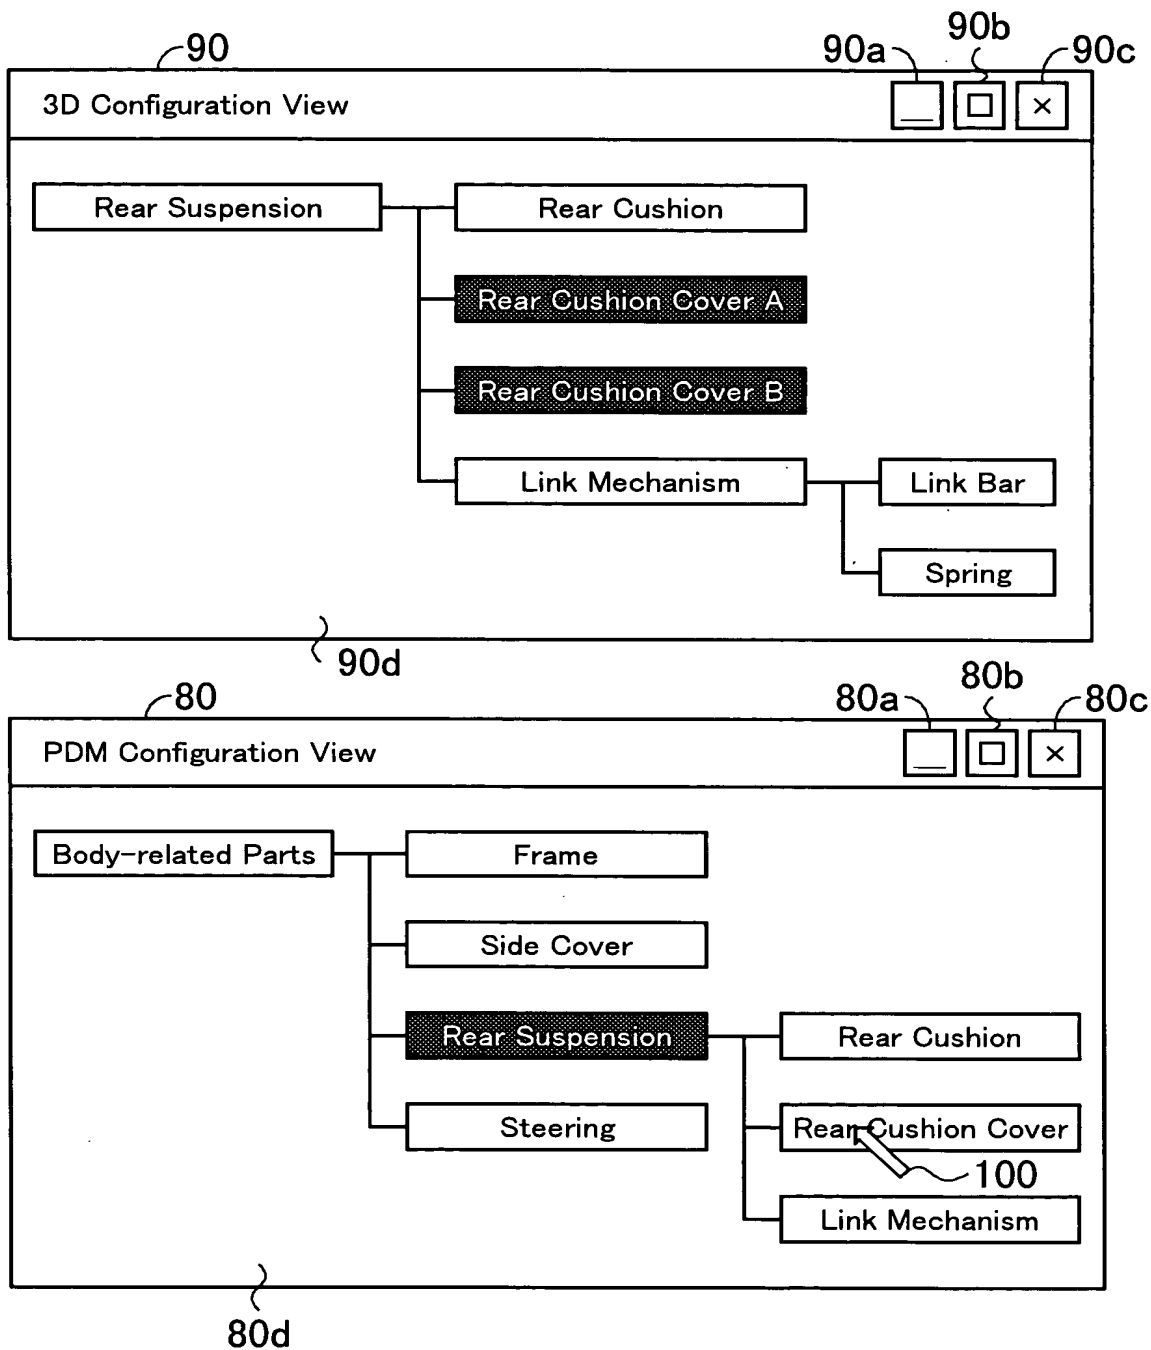 90
90a
90b
90c
3D Configuration View
_
□
×
Rear Suspension
Rear Cushion
Rear Cushion Cover A
Rear Cushion Cover B
Link Mechanism
Link Bar
Spring
90d
80
80a
80b
80c
PDM Configuration View
_
□
×
Body-related Parts
Frame
Side Cover
Rear Suspension
Rear Cushion
Steering
Rear Cushion Cover
100
Link Mechanism
80d